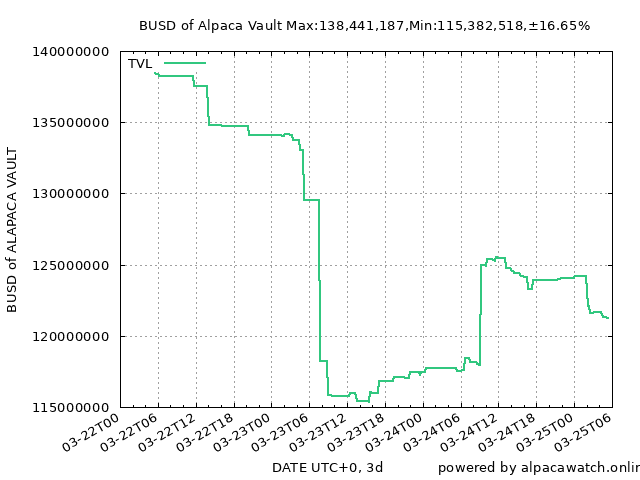 BUSD of Alpaca Vault Max:138,441,187,Min:115,382,518,±16.65%
TVL
140000000
135000000
130000000
125000000
120000000
115000000
BUSD of ALAPACA VAULT
03-22T00
03-22T06
03-22T12
03-22T18
03-23T00
03-23T06
03-23T12
03-23T18
03-24T00
03-24T06
03-24T12
03-24T18
03-25T00
03-25T06
DATE UTC+0, 3d
powered by alpacawatch.onlin